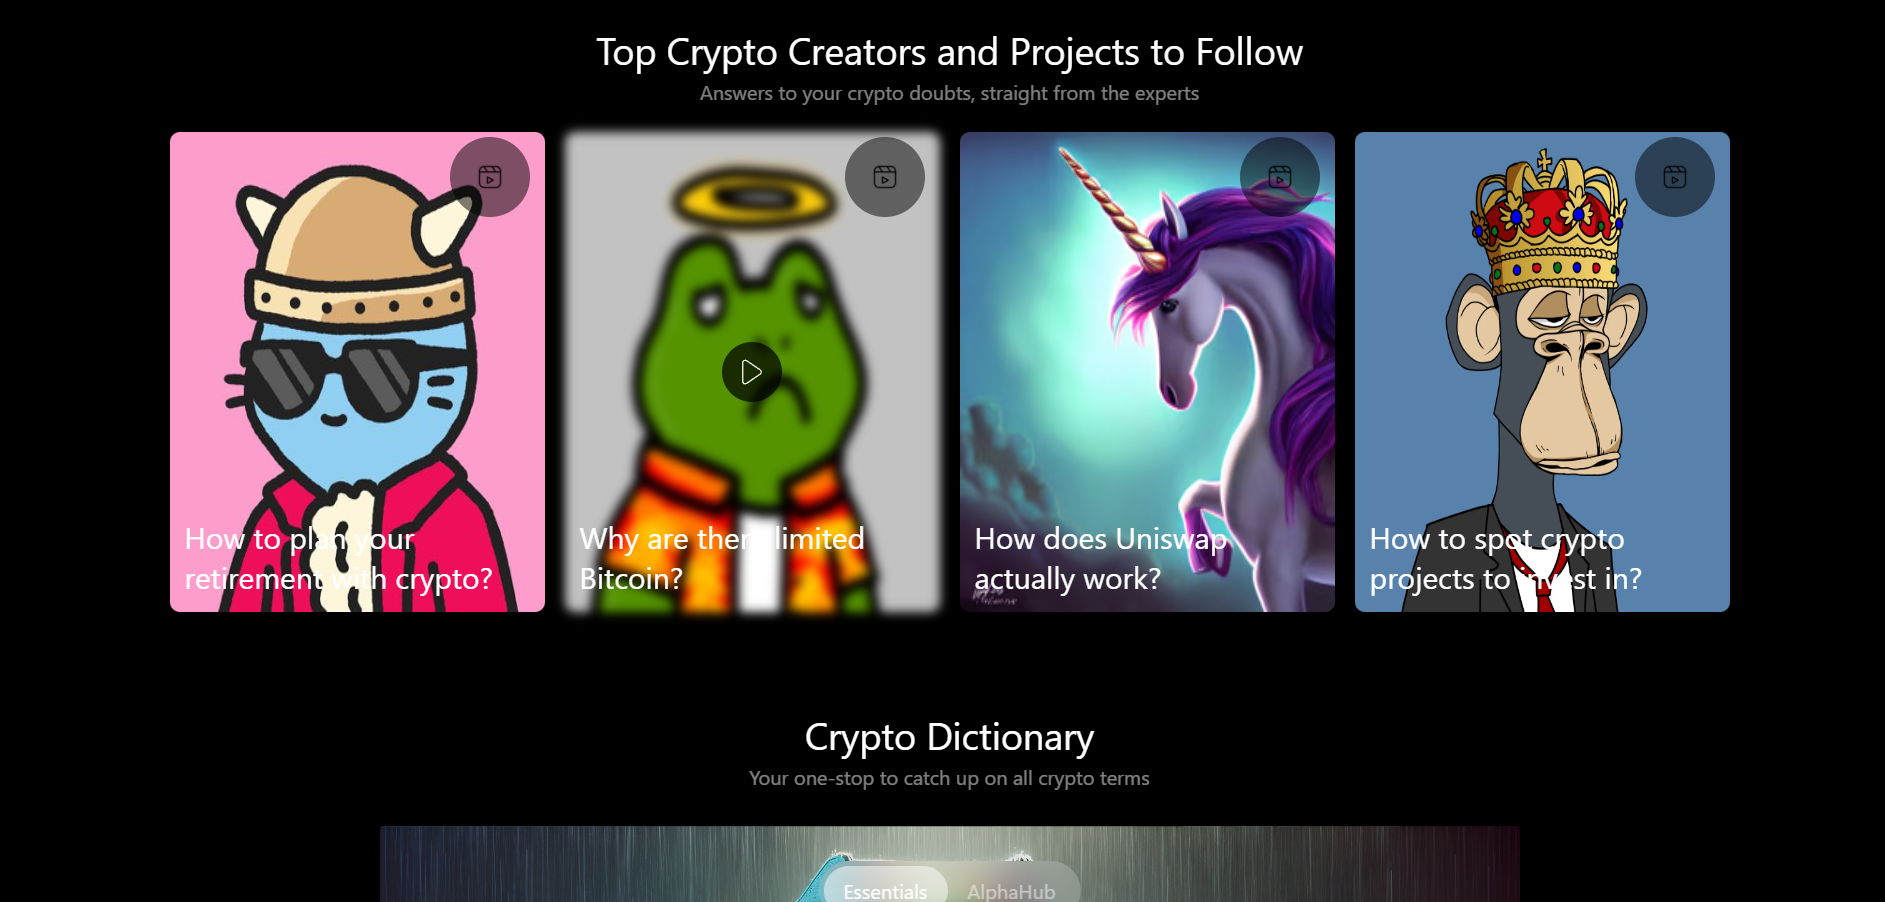 Top Crypto Creators and Projects to Follow
Answers to your crypto doubts, straight from the experts
How to plan your
retirement with crypto?
Why are there limited
Bitcoin?
How does Uniswap
actually work?
How to spot crypto
projects to invest in?
Crypto Dictionary
Your one-stop to catch up on all crypto terms
Essentials
AlphaHub